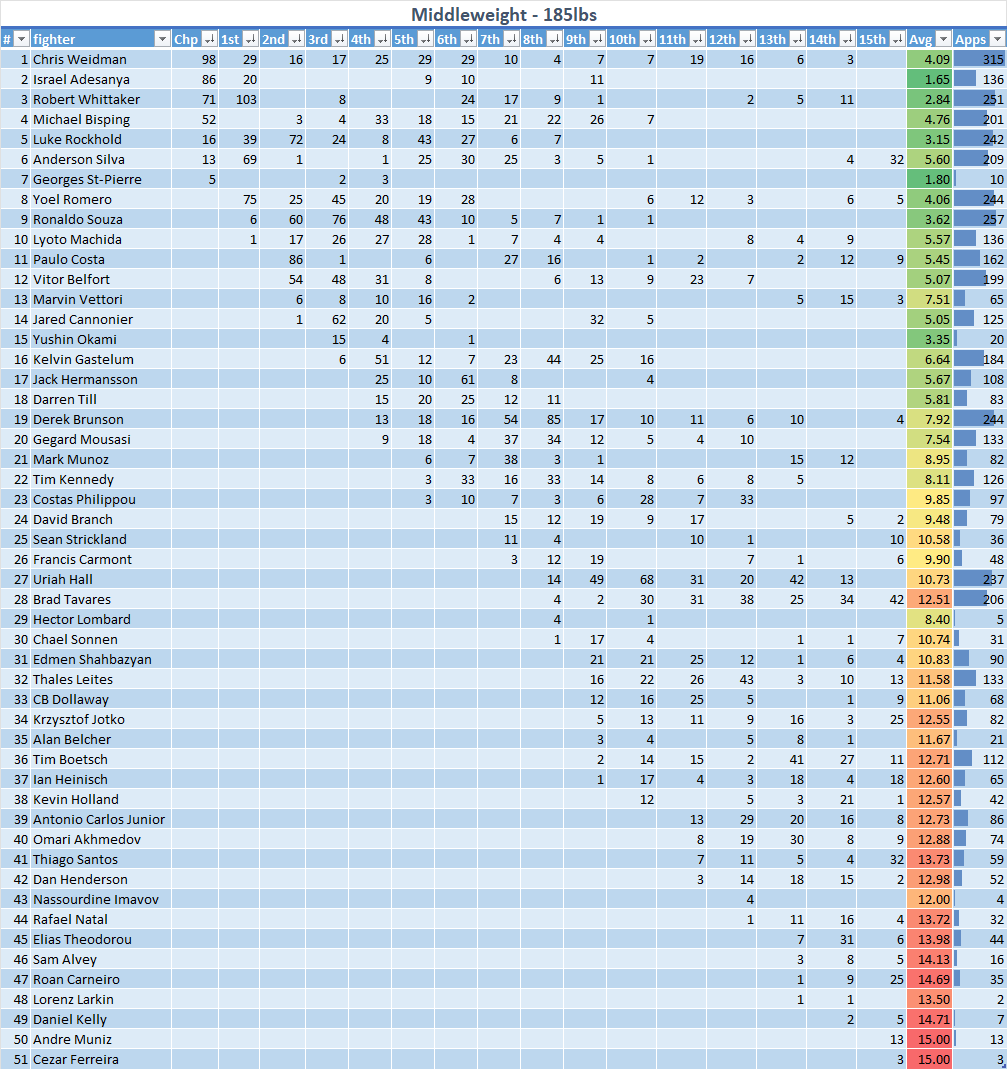 Middleweight - 185lbs
# fighter Chp 1st 2nd 3rd 4th 5th 6th 7th 8th 9th 10th 11th 12th 13th 14th 15th Avg Apps
1 Chris Weidman 98 29 16 17 25 29 29 10 4 7 7 19 16 6 3 4.09 315
2 Israel Adesanya 86 20 9 10 11 1.65 136
3 Robert Whittaker 71 103 8 24 17 9 1 2 5 11 2.84 251
4 Michael Bisping 52 3 4 33 18 15 21 22 26 7 4.76 201
5 Luke Rockhold 16 39 72 24 8 43 27 6 7 3.15 242
6 Anderson Silva 13 69 1 1 25 30 25 3 5 1 4 32 5.60 209
7 Georges St-Pierre 5 2 3 1.80 10
8 Yoel Romero 75 25 45 20 19 28 6 12 3 6 5 4.06 244
9 Ronaldo Souza 6 60 76 48 43 10 5 7 1 1 3.62 257
10 Lyoto Machida 1 17 26 27 28 1 7 4 4 8 4 9 5.57 136
11 Paulo Costa 86 1 6 27 16 1 2 2 12 9 5.45 162
12 Vitor Belfort 54 48 31 8 6 13 9 23 7 5.07 199
13 Marvin Vettori 6 8 10 16 2 5 15 3 7.51 65
14 Jared Cannonier 1 62 20 5 32 5 5.05 125
15 Yushin Okami 15 4 1 3.35 20
16 Kelvin Gastelum 6 51 12 7 23 44 25 16 6.64 184
17 Jack Hermansson 25 10 61 8 4 5.67 108
18 Darren Till 15 20 25 12 11 5.81 83
19 Derek Brunson 13 18 16 54 85 17 10 11 6 10 4 7.92 244
20 Gegard Mousasi 9 18 4 37 34 12 5 4 10 7.54 133
21 Mark Munoz 6 7 38 3 1 15 12 8.95 82
22 Tim Kennedy 3 33 16 33 14 8 6 8 5 8.11 126
23 Costas Philippou 3 10 7 3 6 28 7 33 9.85 97
24 David Branch 15 12 19 9 17 5 2 9.48 79
25 Sean Strickland 11 4 10 1 10 10.58 36
26 Francis Carmont 3 12 19 7 1 6 9.90 48
27 Uriah Hall 14 49 68 31 20 42 13 10.73 237
28 Brad Tavares 4 2 30 31 38 25 34 42 12.51 206
29 Hector Lombard 4 1 8.40 5
30 Chael Sonnen 1 17 4 1 1 7 10.74 31
31 Edmen Shahbazyan 21 21 25 12 1 6 4 10.83 90
32 Thales Leites 16 22 26 43 3 10 13 11.58 133
33 CB Dollaway 12 16 25 5 1 9 11.06 68
34 Krzysztof Jotko 5 13 11 9 16 3 25 12.55 82
35 Alan Belcher 3 4 5 8 1 11.67 21
36 Tim Boetsch 2 14 15 2 41 27 11 12.71 112
37 Ian Heinisch 1 17 4 3 18 4 18 12.60 65
38 Kevin Holland 12 5 3 21 1 12.57 42
39 Antonio Carlos Junior 13 29 20 16 8 12.73 86
40 Omari Akhmedov 8 19 30 8 9 12.88 74
41 Thiago Santos 7 11 5 4 32 13.73 59
42 Dan Henderson 3 14 18 15 2 12.98 52
43 Nassourdine Imavov 4 12.00 4
44 Rafael Natal 1 11 16 4 13.72 32
45 Elias Theodorou 7 31 6 13.98 44
46 Sam Alvey 3 8 5 14.13 16
47 Roan Carneiro 1 9 25 14.69 35
48 Lorenz Larkin 1 1 13.50 2
49 Daniel Kelly 2 5 14.71 7
50 Andre Muniz 13 15.00 13
51 Cezar Ferreira 3 15.00 3